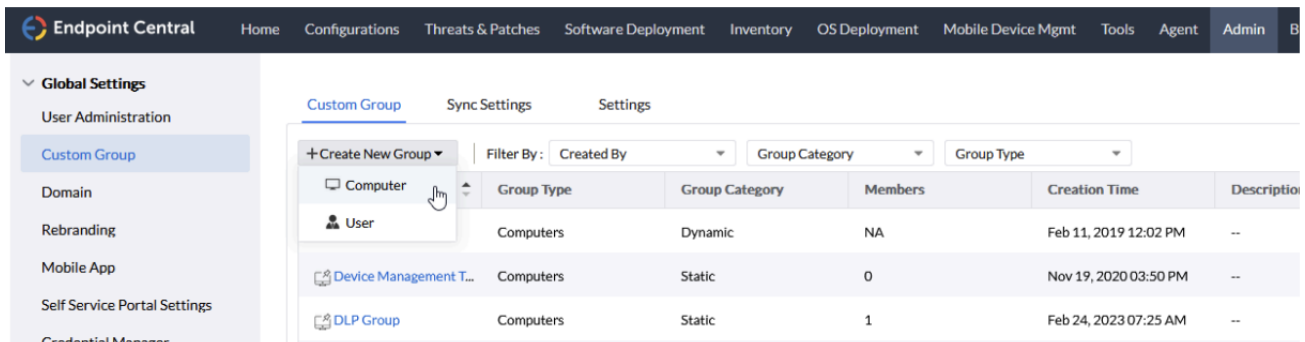 Endpoint Central Home Configurations Threats & Patches Software Deployment Inventory OS Deployment Mobile Device Mgmt Tools Agent Admin
Global Settings
User Administration
Custom Group
Domain
Rebranding
Mobile App
Self Service Portal Settings
Credential Manager
Custom Group Sync Settings Settings
+Create New Group Filter By : Created By Group Category Group Type
Computer
User
Group Type Group Category Members Creation Time Descriptio
Computers Dynamic NA Feb 11, 2019 12:02 PM --
Device Management T... Computers Static 0 Nov 19, 2020 03:50 PM --
DLP Group Computers Static 1 Feb 24, 2023 07:25 AM --